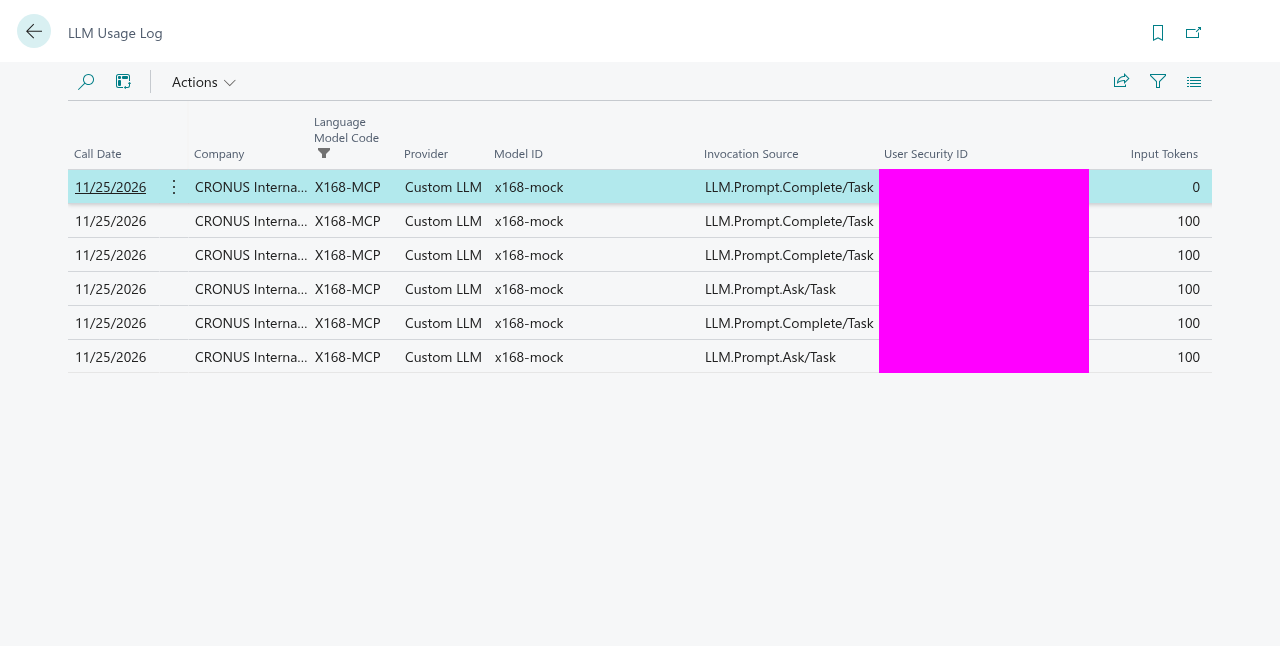 LLM Usage Log
Actions
Call Date Company Language Model Code Provider Model ID Invocation Source User Security ID Input Tokens
11/25/2026 CRONUS Interna... X168-MCP Custom LLM x168-mock LLM.Prompt.Complete/Task 0
11/25/2026 CRONUS Interna... X168-MCP Custom LLM x168-mock LLM.Prompt.Complete/Task 100
11/25/2026 CRONUS Interna... X168-MCP Custom LLM x168-mock LLM.Prompt.Complete/Task 100
11/25/2026 CRONUS Interna... X168-MCP Custom LLM x168-mock LLM.Prompt.Ask/Task 100
11/25/2026 CRONUS Interna... X168-MCP Custom LLM x168-mock LLM.Prompt.Complete/Task 100
11/25/2026 CRONUS Interna... X168-MCP Custom LLM x168-mock LLM.Prompt.Ask/Task 100